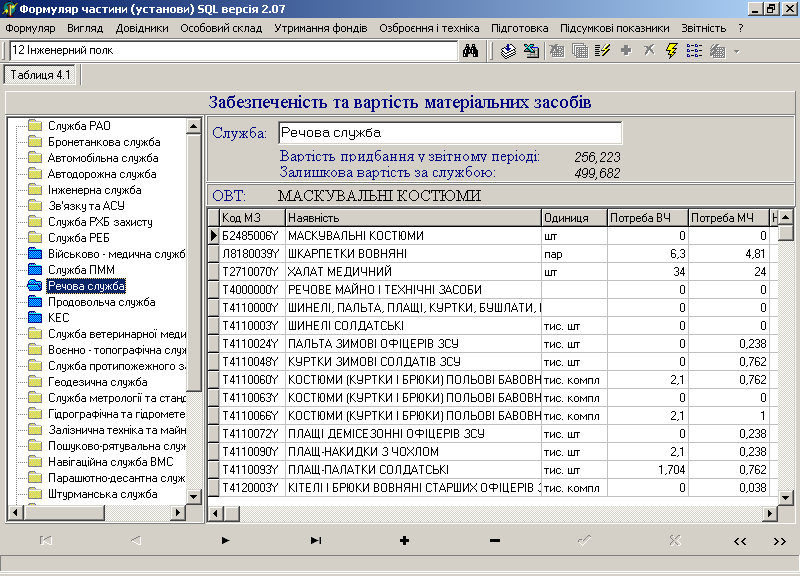 Формуляр частини (установи) SQL версія 2.07
Формуляр Вигляд Довідники Особовий склад Утримання фондів Озброєння і техніка Підготовка Підсумкові показники Звітність ?
12 Інженерний полк
Таблиця 4.1
Забезпеченість та вартість матеріальних засобів
Служба РАО
Бронетанкова служба
Автомобільна служба
Автодорожна служба
Інженерна служба
Зв'язку та АСУ
Служба РХБ захисту
Служба РЕБ
Військово - медична служб
Служба ПММ
Речова служба
Продовольча служба
КЕС
Служба ветеринарної меди
Воєнно - топографічна служ
Служба протипожежного з
Геодезична служба
Служба метрології та станд
Гідрографічна та гідромете
Залізнична техніка та майн
Пошуково-рятувальна служ
Навігаційна служба ВМС
Парашютно-десантна служ
Штурманська служба
Служба: Речова служба
Вартість придбання у звітному періоді: 256,223
Залишкова вартість за службою: 499,682
ОВТ: МАСКУВАЛЬНІ КОСТЮМИ
Код МЗ Наявність Одиниця Потреба ВЧ Потреба МЧ Н
Б2485006Y МАСКУВАЛЬНІ КОСТЮМИ шт 0 0
Л8180039Y ШКАРПЕТКИ ВОВНЯНІ пар 6,3 4,81
Т2710070Y ХАЛАТ МЕДИЧНИЙ шт 34 24
Т4000000Y РЕЧОВЕ МАЙНО І ТЕХНІЧНІ ЗАСОБИ 0 0
Т4110000Y ШИНЕЛІ, ПАЛЬТА, ПЛАЩІ, КУРТКИ, БУШЛАТИ, 0 0
Т4110003Y ШИНЕЛІ СОЛДАТСЬКІ тис. шт 0 0
Т4110024Y ПАЛЬТА ЗИМОВІ ОФІЦЕРІВ ЗСУ тис. шт 0 0,238
Т4110048Y КУРТКИ ЗИМОВІ СОЛДАТІВ ЗСУ тис. шт 0 0,762
Т4110060Y КОСТЮМИ (КУРТКИ І БРЮКИ) ПОЛЬОВІ БАВОВН тис. компл 2,1 0,762
Т4110063Y КОСТЮМИ (КУРТКИ І БРЮКИ) ПОЛЬОВІ БАВОВН тис. компл 0 0
Т4110066Y КОСТЮМИ (КУРТКИ І БРЮКИ) ПОЛЬОВІ БАВОВН тис. компл 2,1 1
Т4110072Y ПЛАЩІ ДЕМІСЕЗОННІ ОФІЦЕРІВ ЗСУ тис. шт 0 0,238
Т4110090Y ПЛАЩ-НАКИДКИ З ЧОХЛОМ тис. шт 2,1 0,238
Т4110093Y ПЛАЩ-ПАЛАТКИ СОЛДАТСЬКІ тис. шт 1,704 0,762
Т4120003Y КІТЕЛІ І БРЮКИ ВОВНЯНІ СТАРШИХ ОФІЦЕРІВ З тис. компл 0 0,038